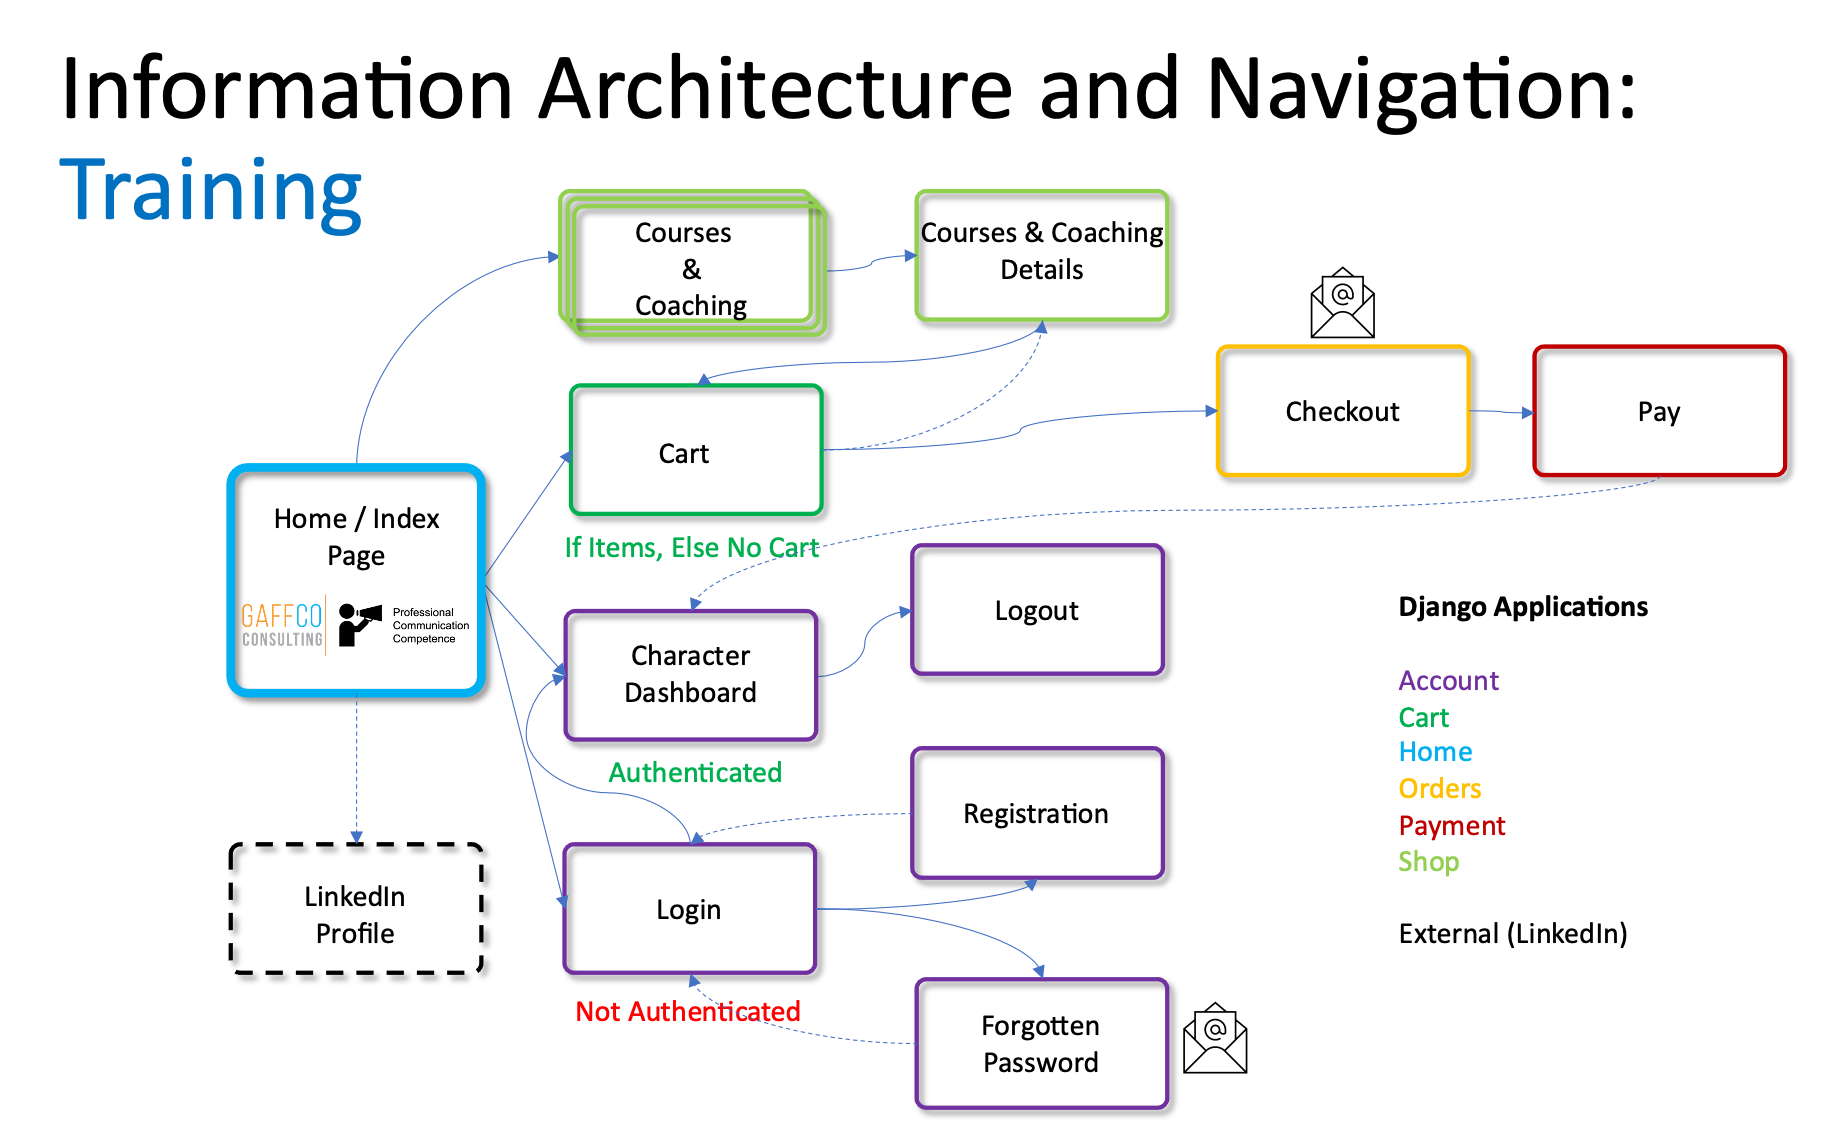 Information Architecture and Navigation:
Training
Courses
&
Coaching
Courses & Coaching
Details
Checkout
Pay
Cart
If Items, Else No Cart
Home / Index
Page
GAFFCO
CONSULTING
Professional
Communication
Competence
Character
Dashboard
Authenticated
Logout
Registration
Login
Not Authenticated
Forgotten
Password
LinkedIn
Profile
Django Applications
Account
Cart
Home
Orders
Payment
Shop
External (LinkedIn)
@
@